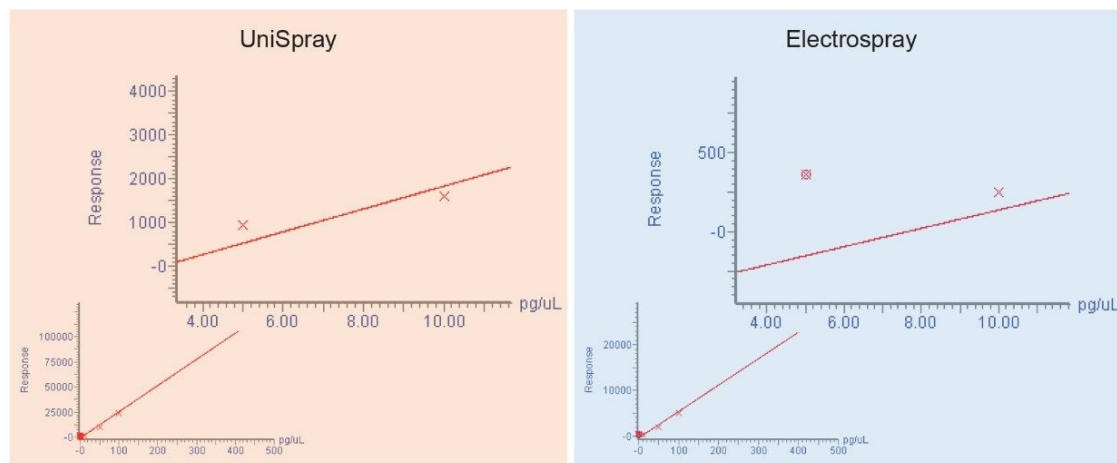 UniSpray
4000
3000
2000
1000
-0
Response
4.00 6.00 8.00 10.00
pg/uL
100000
75000
50000
25000
-0
Response
-0 100 200 300 400 500
pg/uL
Electrospray
500
-0
Response
4.00 6.00 8.00 10.00
pg/uL
20000
10000
-0
Response
-0 100 200 300 400 500
pg/uL